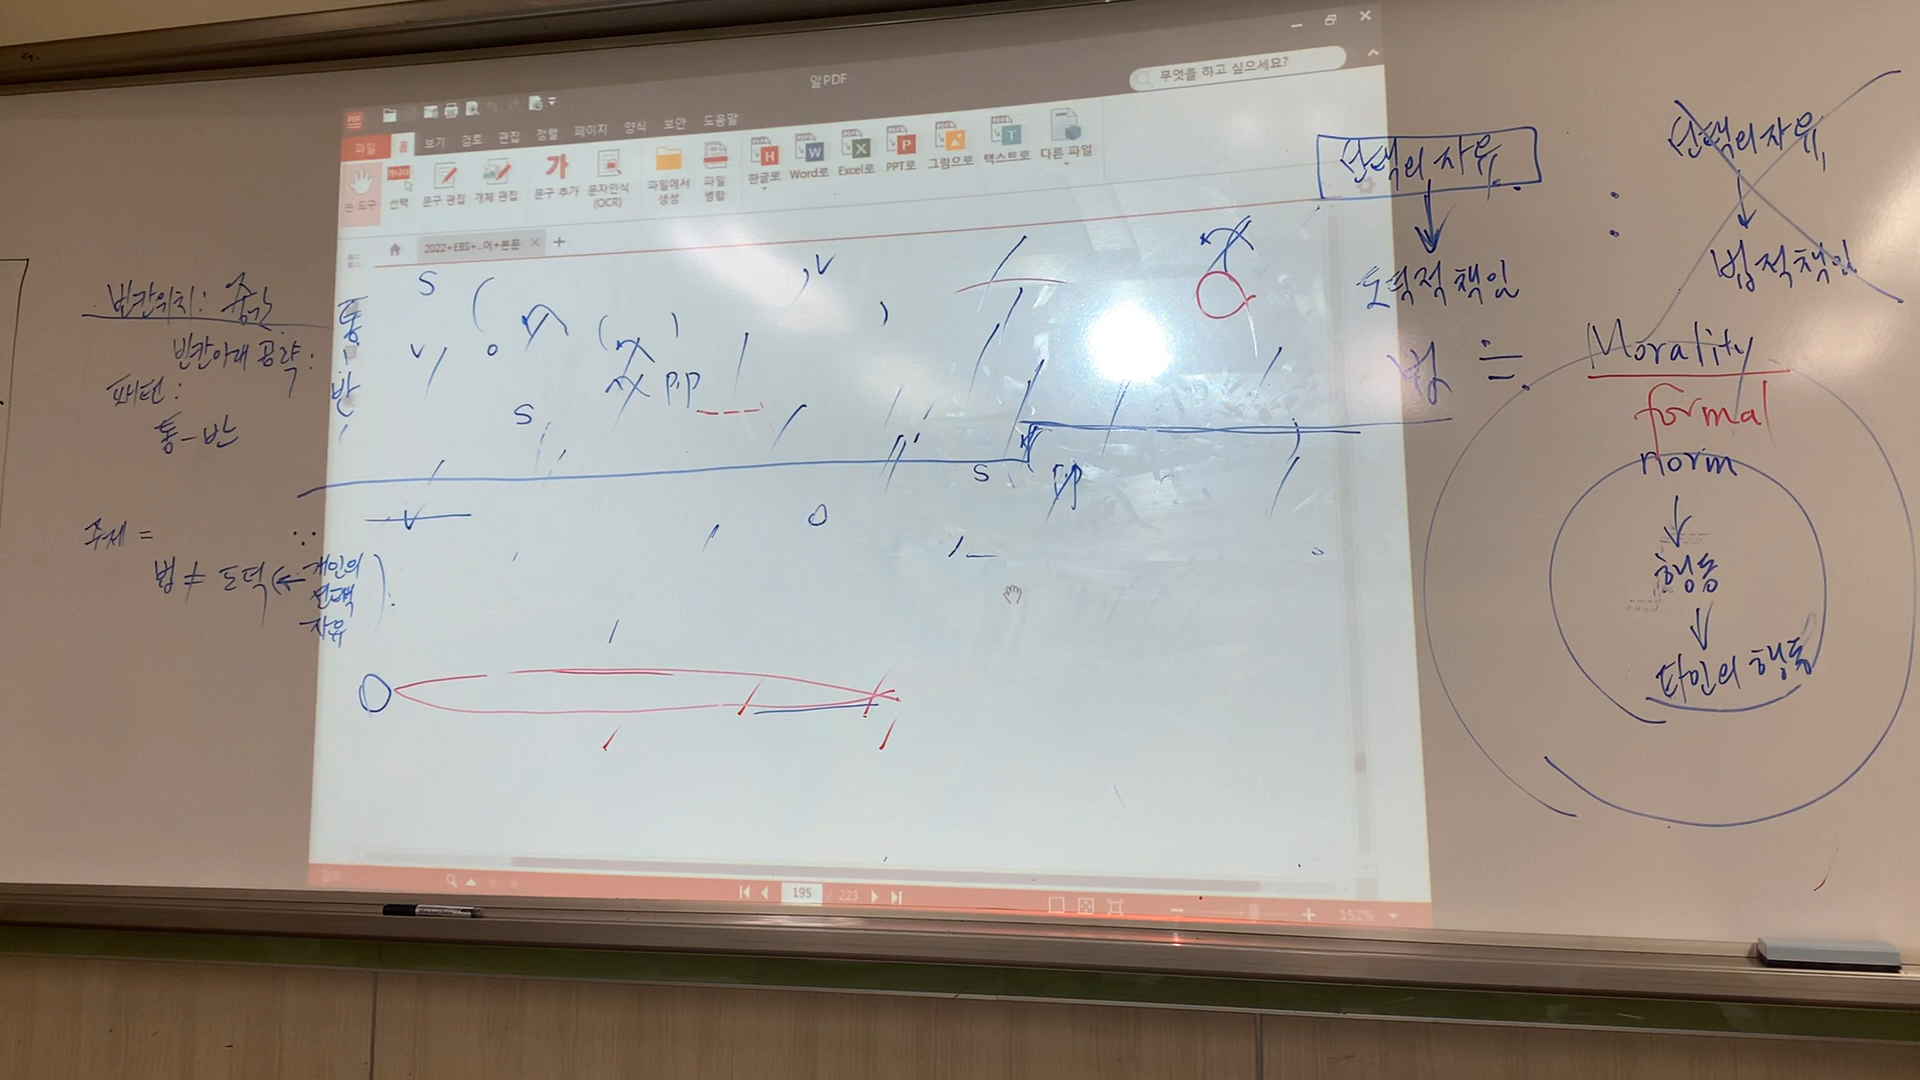 알PDF
무엇을 하고 싶으세요?
파일 홈 보기 검토 편집 정렬 페이지 양식 보안 도움말
손 도구
선택
문구 편집
개체 편집
문구 추가
문자인식
(OCR)
파일에서
생성
파일
병합
한글로
Word로
Excel로
PPT로
그림으로
텍스트로
다른 파일
2022+EBS+...어+본문
빈칸위치: 중후
빈칸아래 공략:
패턴:
통-반
주제 =
법 ≠ 도덕 (← 개인의
선택
자유 )
통
반
S
V
V
O
S
P.P
S
P.P
V
O
선택의 자유
도덕적 책임
선택의 자유
법적책임
법 ≒ Morality
formal
norm
행동
타인의 행동
195 / 223
152%